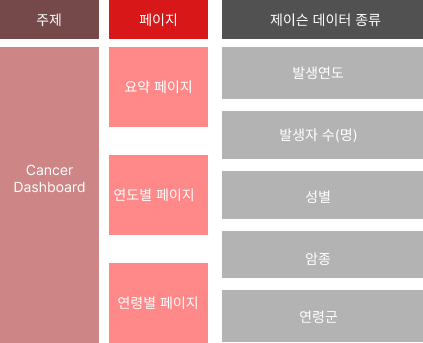 주제
페이지
제이슨 데이터 종류
Cancer
Dashboard
요약 페이지
연도별 페이지
연령별 페이지
발생연도
발생자 수(명)
성별
암종
연령군